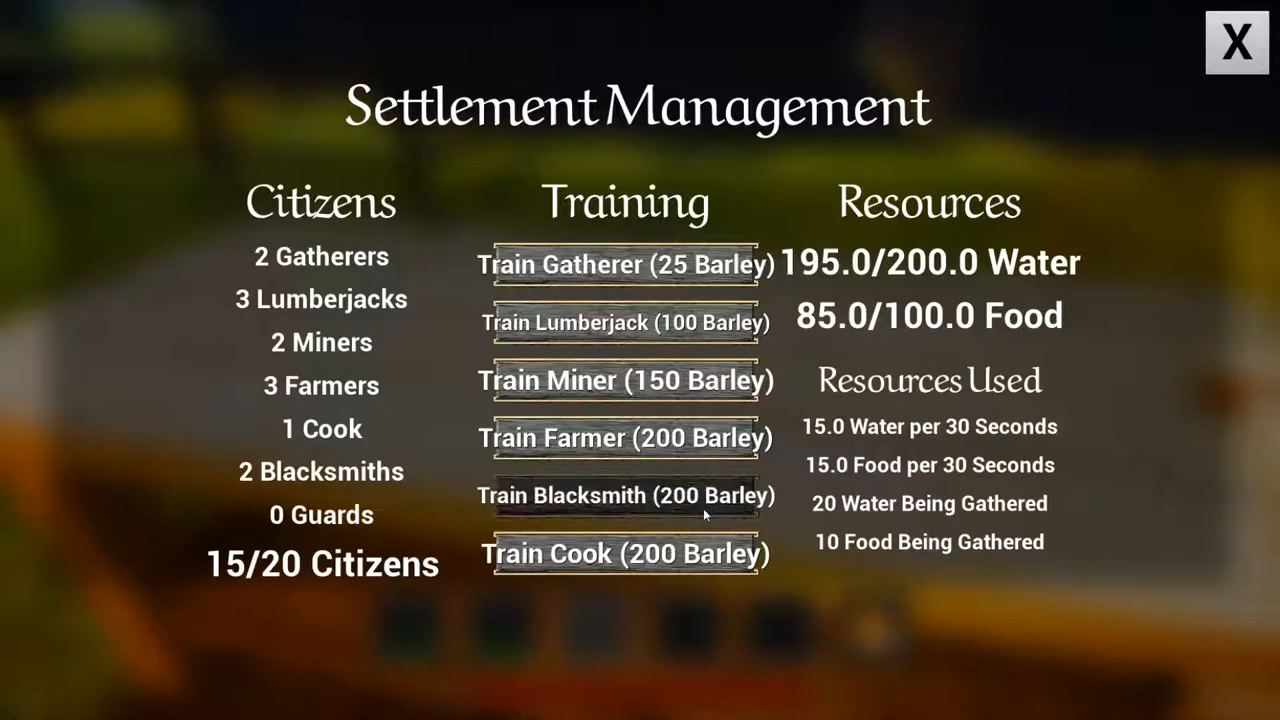 X
Settlement Management
Citizens
2 Gatherers
3 Lumberjacks
2 Miners
3 Farmers
1 Cook
2 Blacksmiths
0 Guards
15/20 Citizens
Training
Train Gatherer (25 Barley)
Train Lumberjack (100 Barley)
Train Miner (150 Barley)
Train Farmer (200 Barley)
Train Blacksmith (200 Barley)
Train Cook (200 Barley)
Resources
195.0/200.0 Water
85.0/100.0 Food
Resources Used
15.0 Water per 30 Seconds
15.0 Food per 30 Seconds
20 Water Being Gathered
10 Food Being Gathered